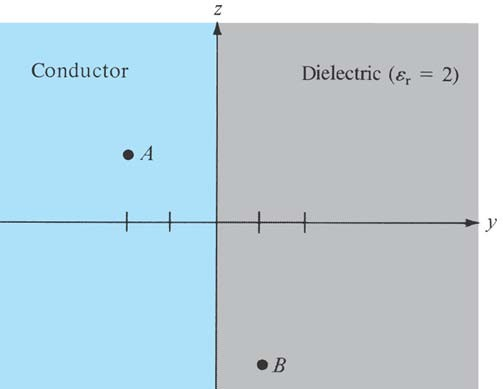 z
Conductor
Dielectric (εᵣ = 2)
A
y
B